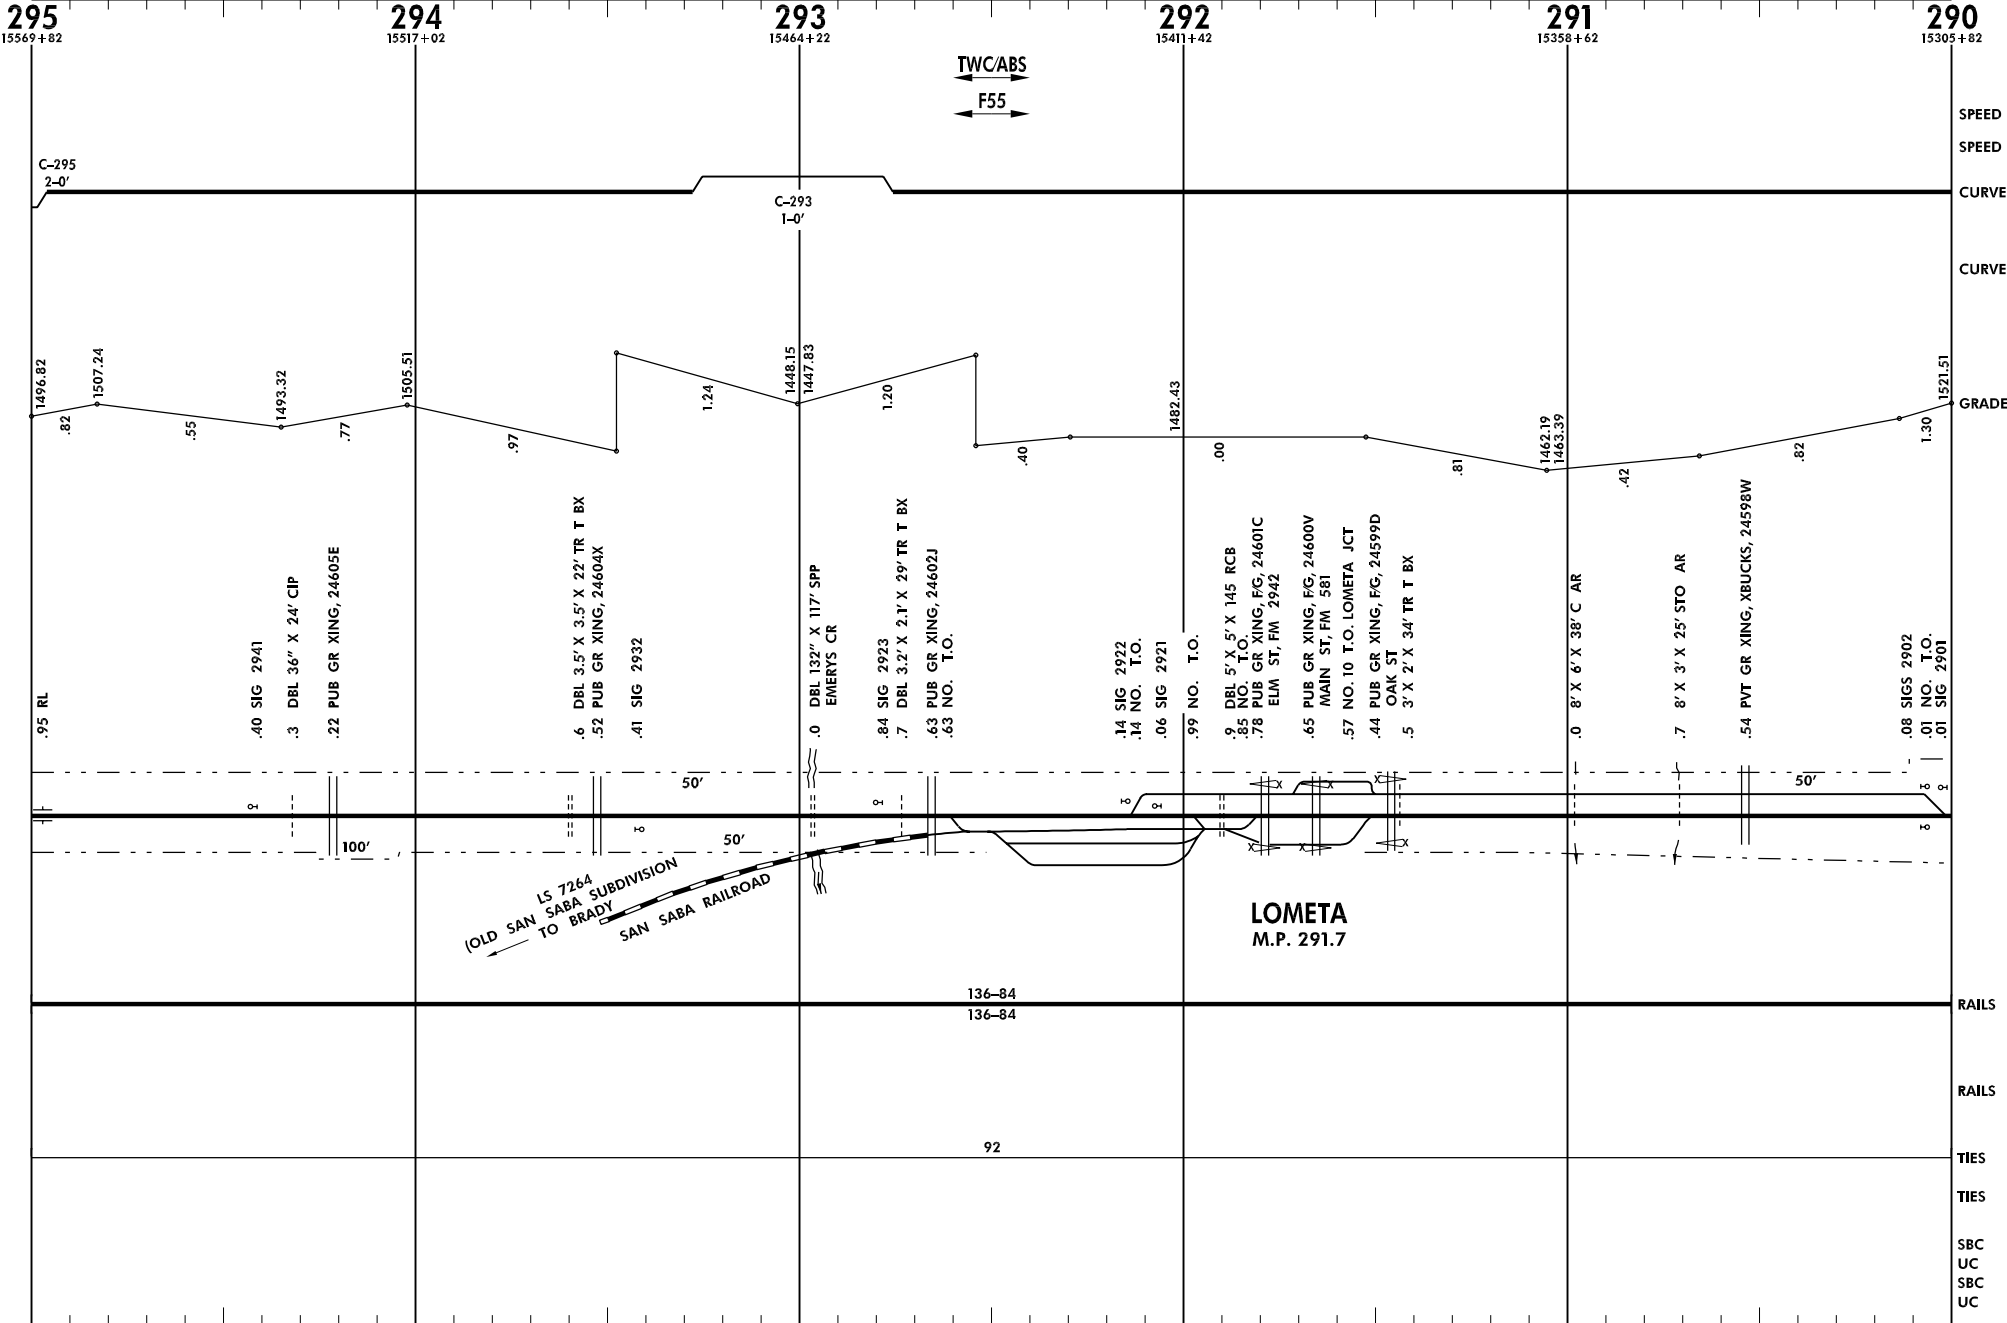 295
294
293
292
291
290
15569+82
15517+02
15464+22
15411+42
15358+62
15305+82
TWC/ABS
F55
SPEED
SPEED
C–295
2–0'
CURVE
C–293
1–0'
CURVE
1496.82
1507.24
1493.32
1505.51
1448.15
1447.83
1482.43
1462.19
1463.39
1521.51
GRADE
.82
.55
.77
.97
1.24
1.20
.40
.00
.81
.42
.82
1.30
.95 RL
.40 SIG 2941
.3 DBL 36" X 24' CIP
.22 PUB GR XING, 24605E
.6 DBL 3.5' X 3.5' X 22' TR T BX
.52 PUB GR XING, 24604X
.41 SIG 2932
.0 DBL 132" X 117' SPP
EMERYS CR
.84 SIG 2923
.7 DBL 3.2' X 2.1' X 29' TR T BX
.63 PUB GR XING, 24602J
.63 NO. T.O.
.14 SIG 2922
.14 NO. T.O.
.06 SIG 2921
.99 NO. T.O.
.9 DBL 5' X 5' X 145 RCB
.85 NO. T.O.
.78 PUB GR XING, F/G, 24601C
ELM ST, FM 2942
.65 PUB GR XING, F/G, 24600V
MAIN ST, FM 581
.57 NO. 10 T.O. LOMETA JCT
.44 PUB GR XING, F/G, 24599D
OAK ST
.5 3' X 2' X 34' TR T BX
.0 8' X 6' X 38' C AR
.7 8' X 3' X 25' STO AR
.54 PVT GR XING, XBUCKS, 24598W
.08 SIGS 2902
.01 NO. T.O.
.01 SIG 2901
50'
50'
X
X
X
X
X
X
100'
50'
LS 7264
(OLD SAN SABA SUBDIVISION
TO BRADY
SAN SABA RAILROAD
LOMETA
M.P. 291.7
136–84
136–84
RAILS
RAILS
92
TIES
TIES
SBC
UC
SBC
UC